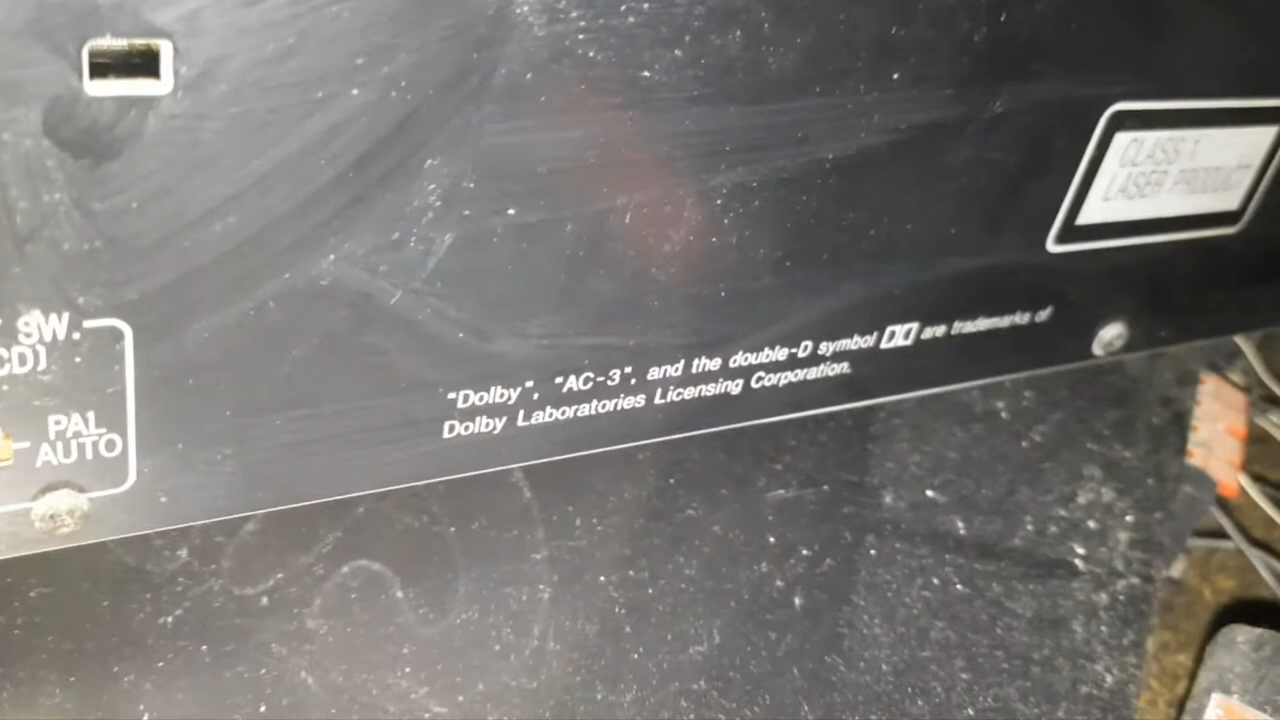 CLASS 1
LASER PRODUCT
SW.
CD)
PAL
AUTO
"Dolby", "AC-3", and the double-D symbol are trademarks of
Dolby Laboratories Licensing Corporation.